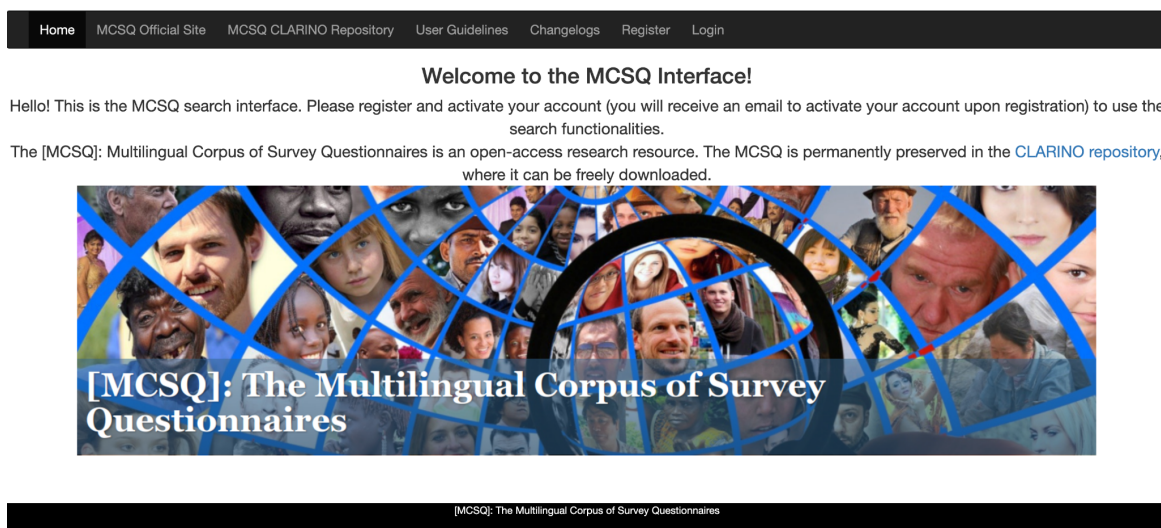 Home MCSQ Official Site MCSQ CLARINO Repository User Guidelines Changelogs Register Login
Welcome to the MCSQ Interface!
Hello! This is the MCSQ search interface. Please register and activate your account (you will receive an email to activate your account upon registration) to use the
search functionalities.
The [MCSQ]: Multilingual Corpus of Survey Questionnaires is an open-access research resource. The MCSQ is permanently preserved in the CLARINO repository,
where it can be freely downloaded.
[MCSQ]: The Multilingual Corpus of Survey
Questionnaires
[MCSQ]: The Multilingual Corpus of Survey Questionnaires